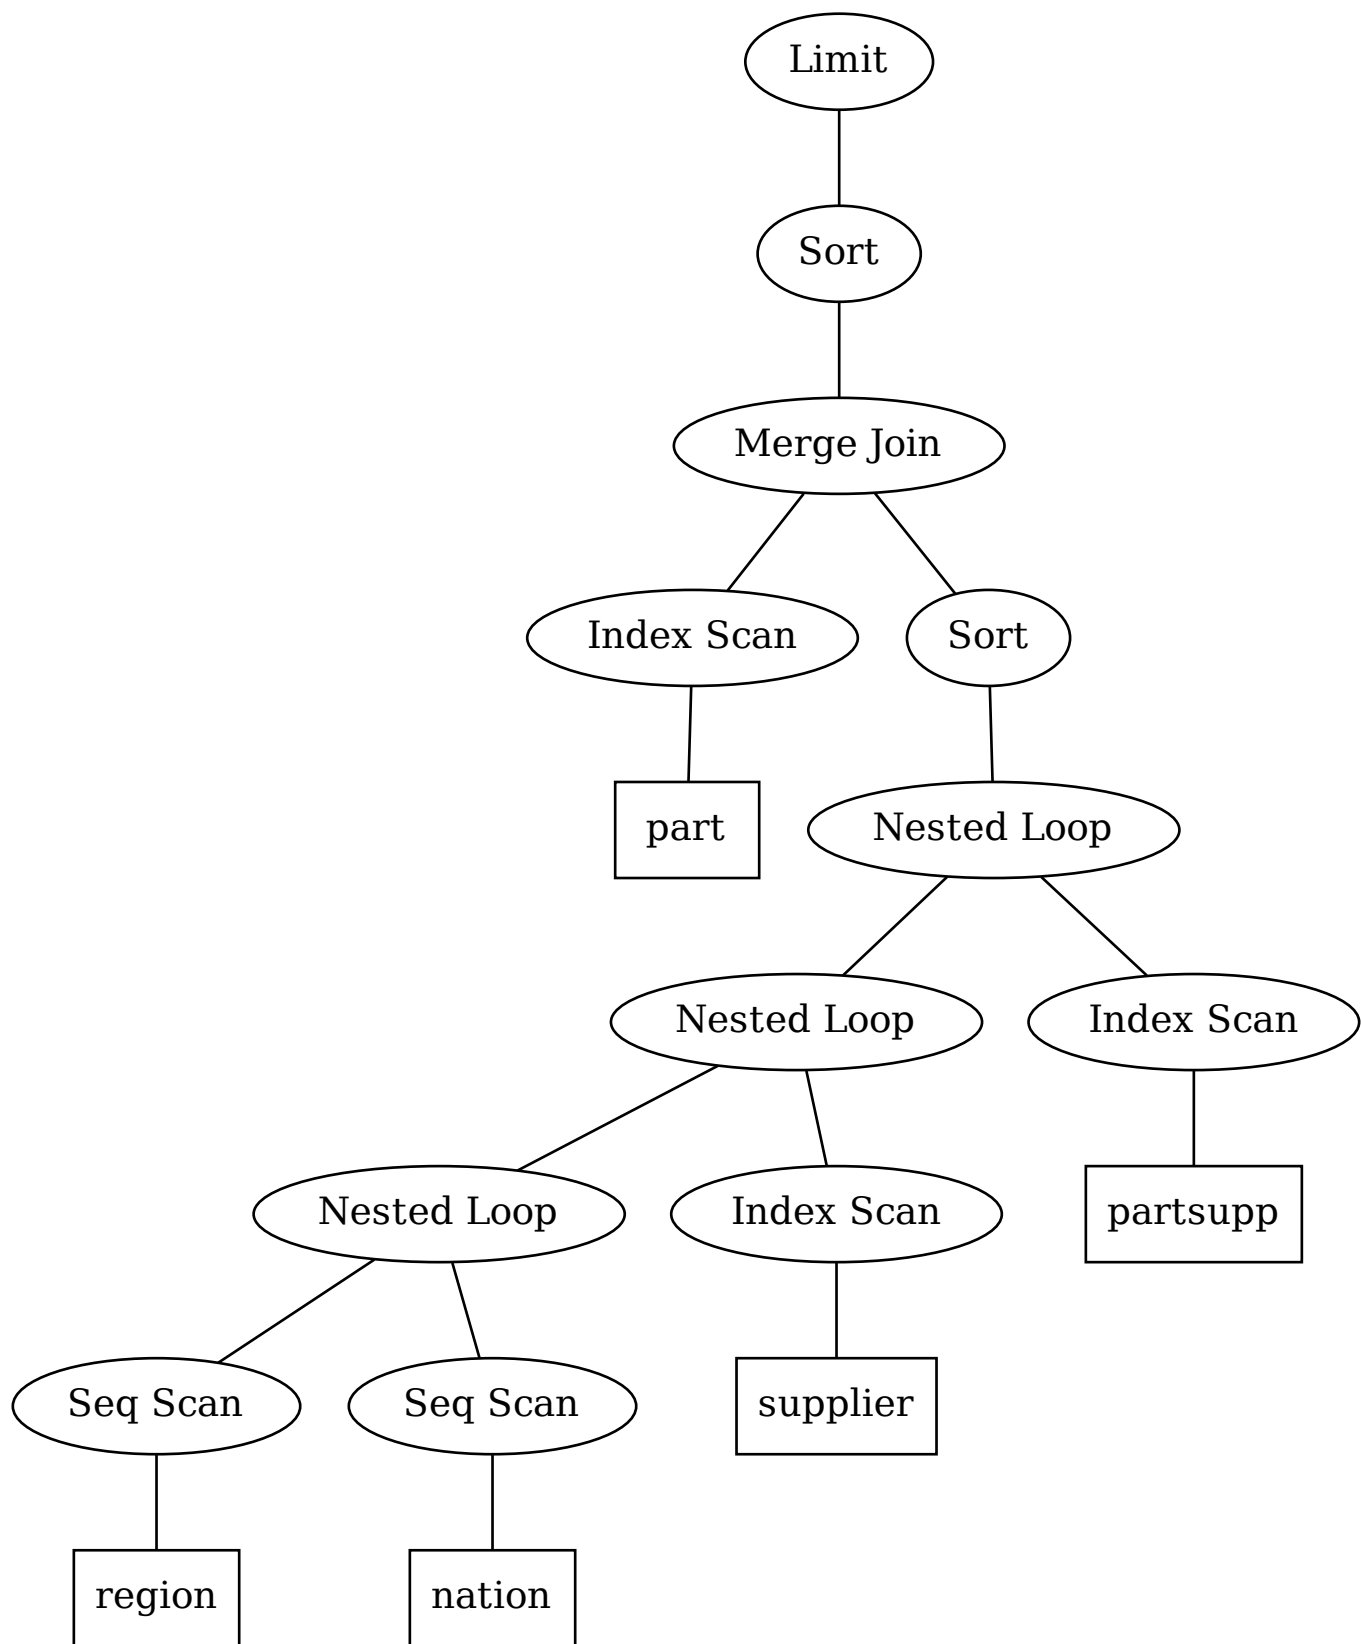 Limit
Sort
Merge Join
Index Scan
Sort
part
Nested Loop
Nested Loop
Index Scan
Nested Loop
Index Scan
partsupp
Seq Scan
Seq Scan
supplier
region
nation